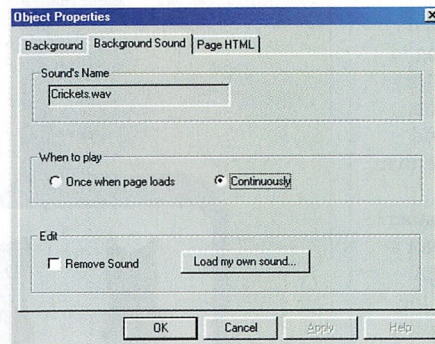 Object Properties
Background Background Sound Page HTML
Sound's Name
Crickets.wav
When to play
Once when page loads Continuously
Edit
Remove Sound Load my own sound...
OK Cancel Apply Help